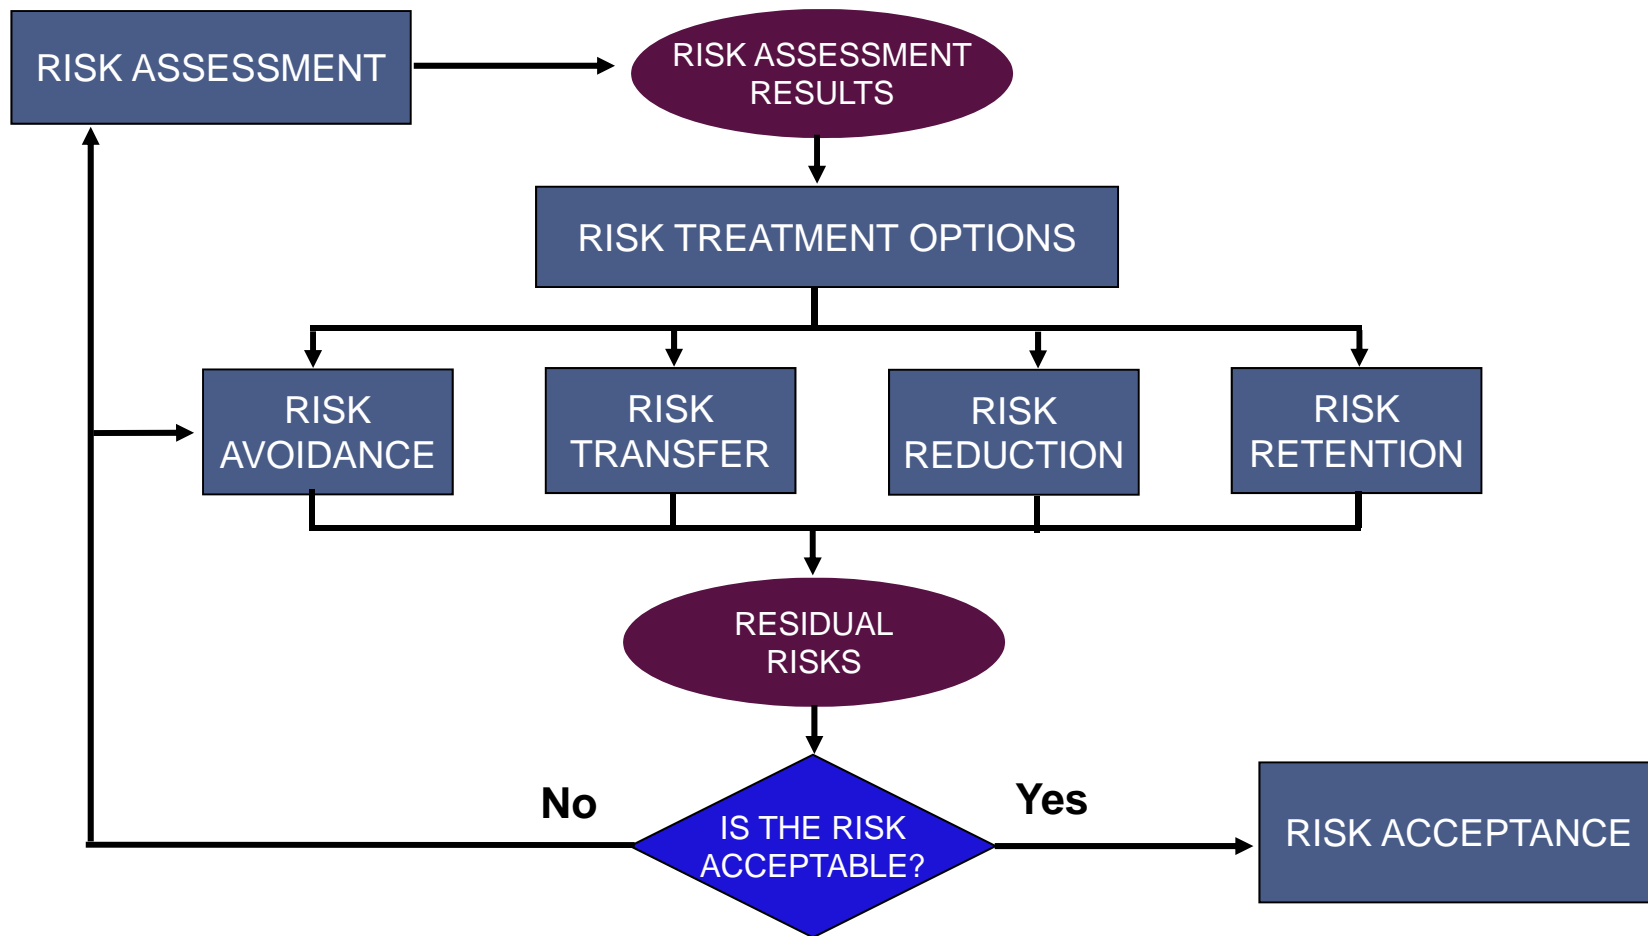 RISK ASSESSMENT
RISK ASSESSMENT
RESULTS
RISK TREATMENT OPTIONS
RISK
AVOIDANCE
RISK
TRANSFER
RISK
REDUCTION
RISK
RETENTION
RESIDUAL
RISKS
No
Yes
IS THE RISK
ACCEPTABLE?
RISK ACCEPTANCE